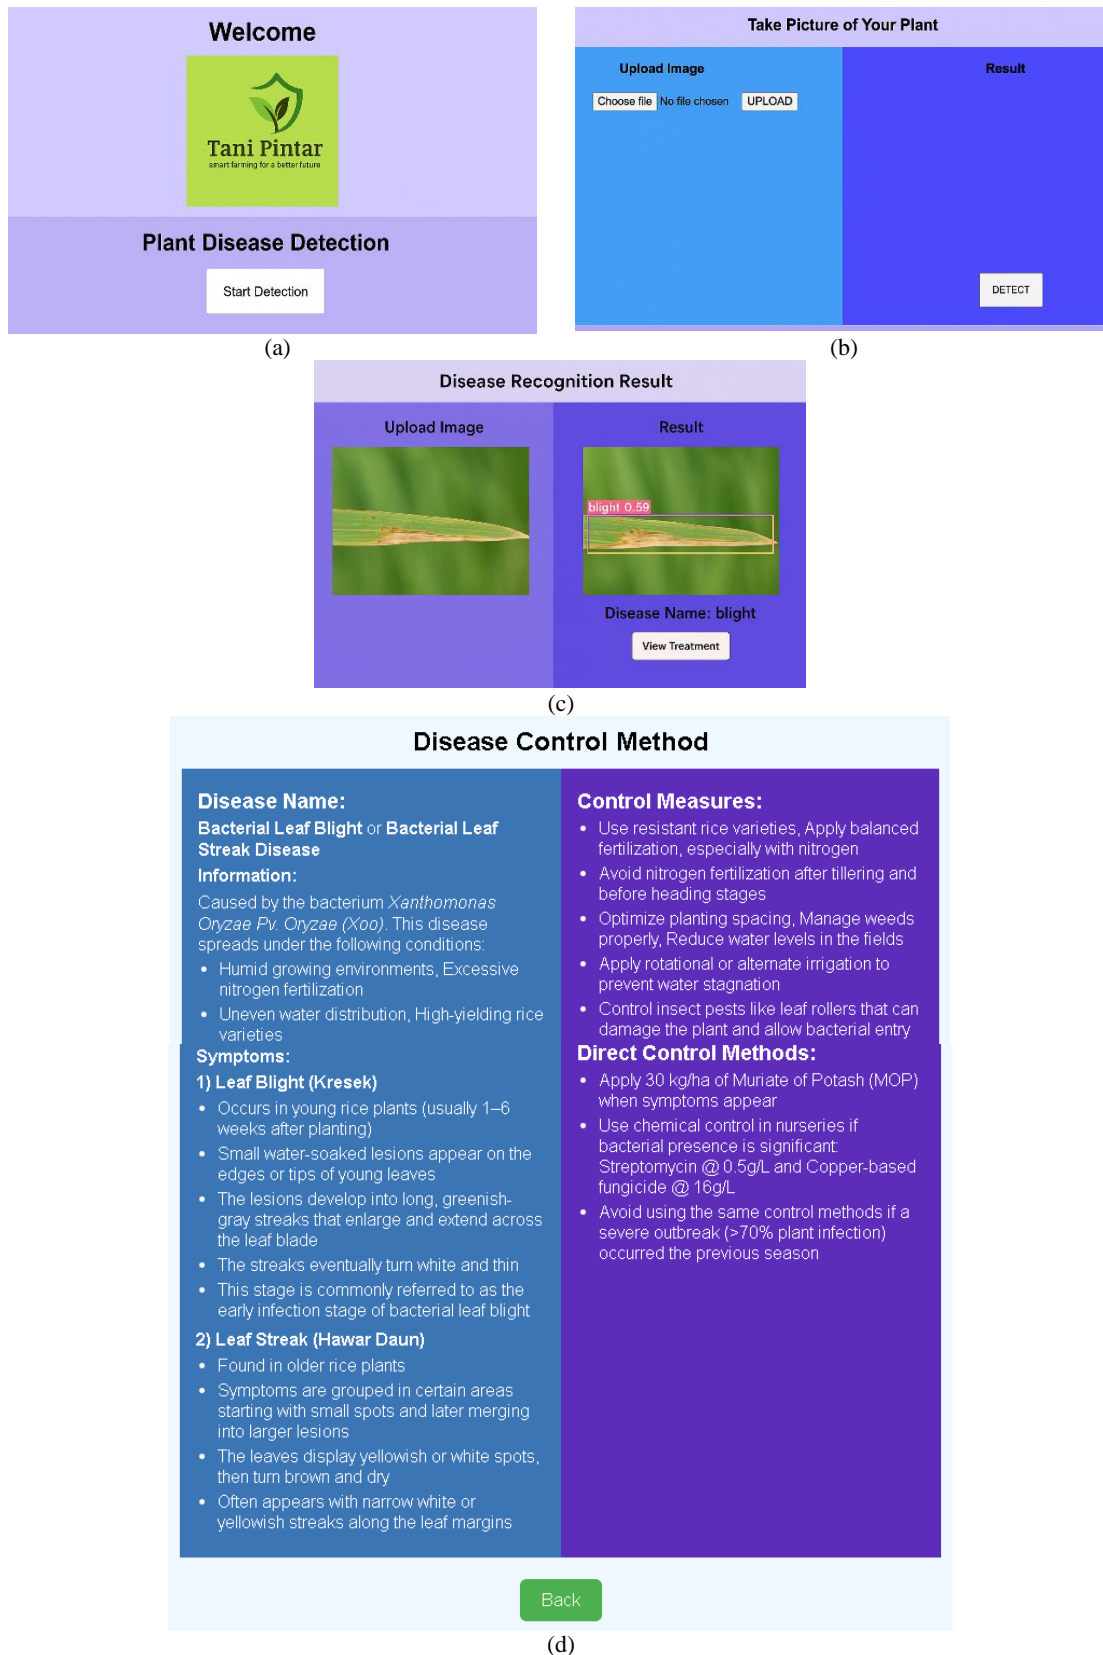 Welcome
Tani Pintar
smart farming for a better future
Plant Disease Detection
Start Detection
(a)
Take Picture of Your Plant
Upload Image
Choose file No file chosen UPLOAD
Result
DETECT
(b)
Disease Recognition Result
Upload Image
Result
blight 0.59
Disease Name: blight
View Treatment
(c)
Disease Control Method
Disease Name:
Bacterial Leaf Blight or Bacterial Leaf
Streak Disease
Information:
Caused by the bacterium Xanthomonas
Oryzae Pv. Oryzae (Xoo). This disease
spreads under the following conditions:
• Humid growing environments, Excessive
nitrogen fertilization
• Uneven water distribution, High-yielding rice
varieties
Symptoms:
1) Leaf Blight (Kresek)
• Occurs in young rice plants (usually 1–6
weeks after planting)
• Small water-soaked lesions appear on the
edges or tips of young leaves
• The lesions develop into long, greenish-
gray streaks that enlarge and extend across
the leaf blade
• The streaks eventually turn white and thin
• This stage is commonly referred to as the
early infection stage of bacterial leaf blight
2) Leaf Streak (Hawar Daun)
• Found in older rice plants
• Symptoms are grouped in certain areas
starting with small spots and later merging
into larger lesions
• The leaves display yellowish or white spots,
then turn brown and dry
• Often appears with narrow white or
yellowish streaks along the leaf margins
Control Measures:
• Use resistant rice varieties, Apply balanced
fertilization, especially with nitrogen
• Avoid nitrogen fertilization after tillering and
before heading stages
• Optimize planting spacing, Manage weeds
properly, Reduce water levels in the fields
• Apply rotational or alternate irrigation to
prevent water stagnation
• Control insect pests like leaf rollers that can
damage the plant and allow bacterial entry
Direct Control Methods:
• Apply 30 kg/ha of Muriate of Potash (MOP)
when symptoms appear
• Use chemical control in nurseries if
bacterial presence is significant:
Streptomycin @ 0.5g/L and Copper-based
fungicide @ 16g/L
• Avoid using the same control methods if a
severe outbreak (>70% plant infection)
occurred the previous season
Back
(d)